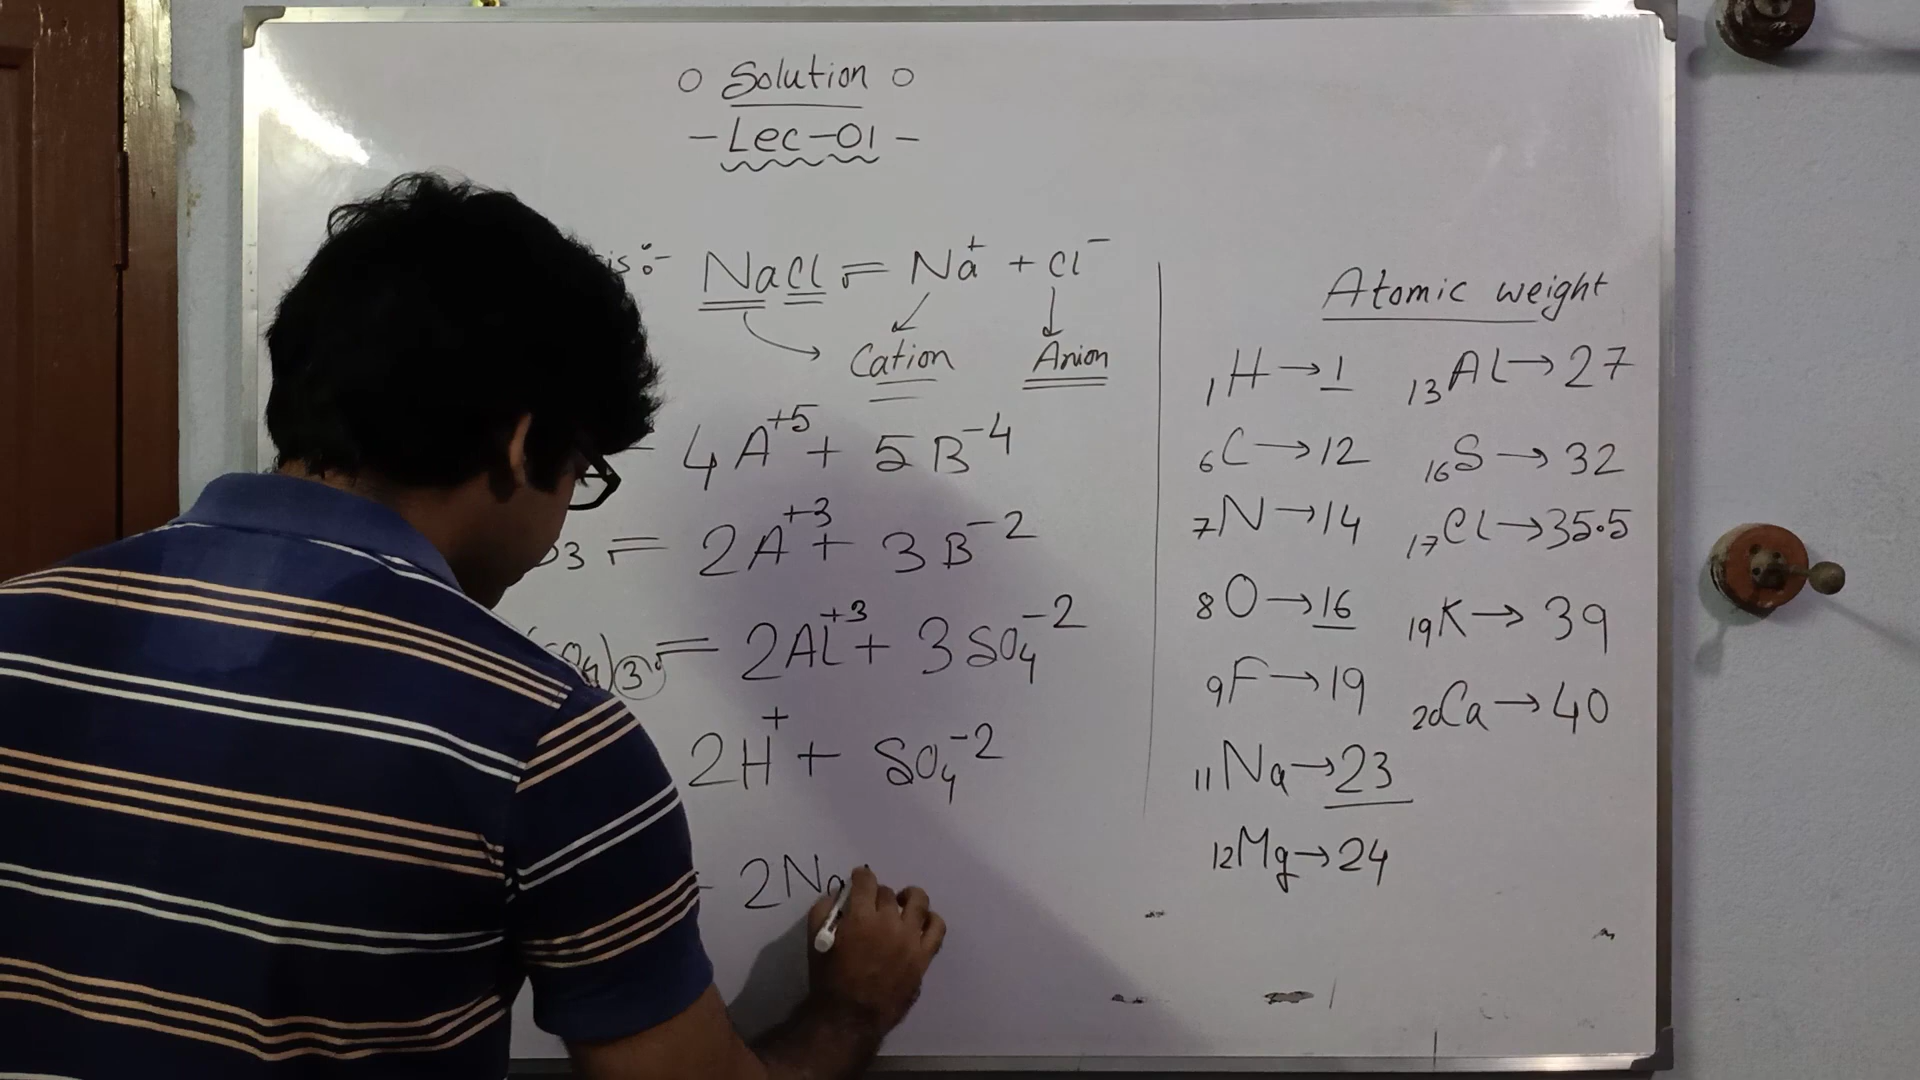 o Solution o
- Lec-01 -
NaCl = Na⁺ + Cl⁻
Cation Anion
4A⁺⁵ + 5B⁻⁴
3 = 2A⁺³ + 3B⁻²
)₃ = 2Al⁺³ + 3SO₄⁻²
2H⁺ + SO₄⁻²
2Na
Atomic weight
₁H → 1 ₁₃Al → 27
₆C → 12 ₁₆S → 32
₇N → 14 ₁₇Cl → 35.5
₈O → 16 ₁₉K → 39
₉F → 19 ₂₀Ca → 40
₁₁Na → 23
₁₂Mg → 24